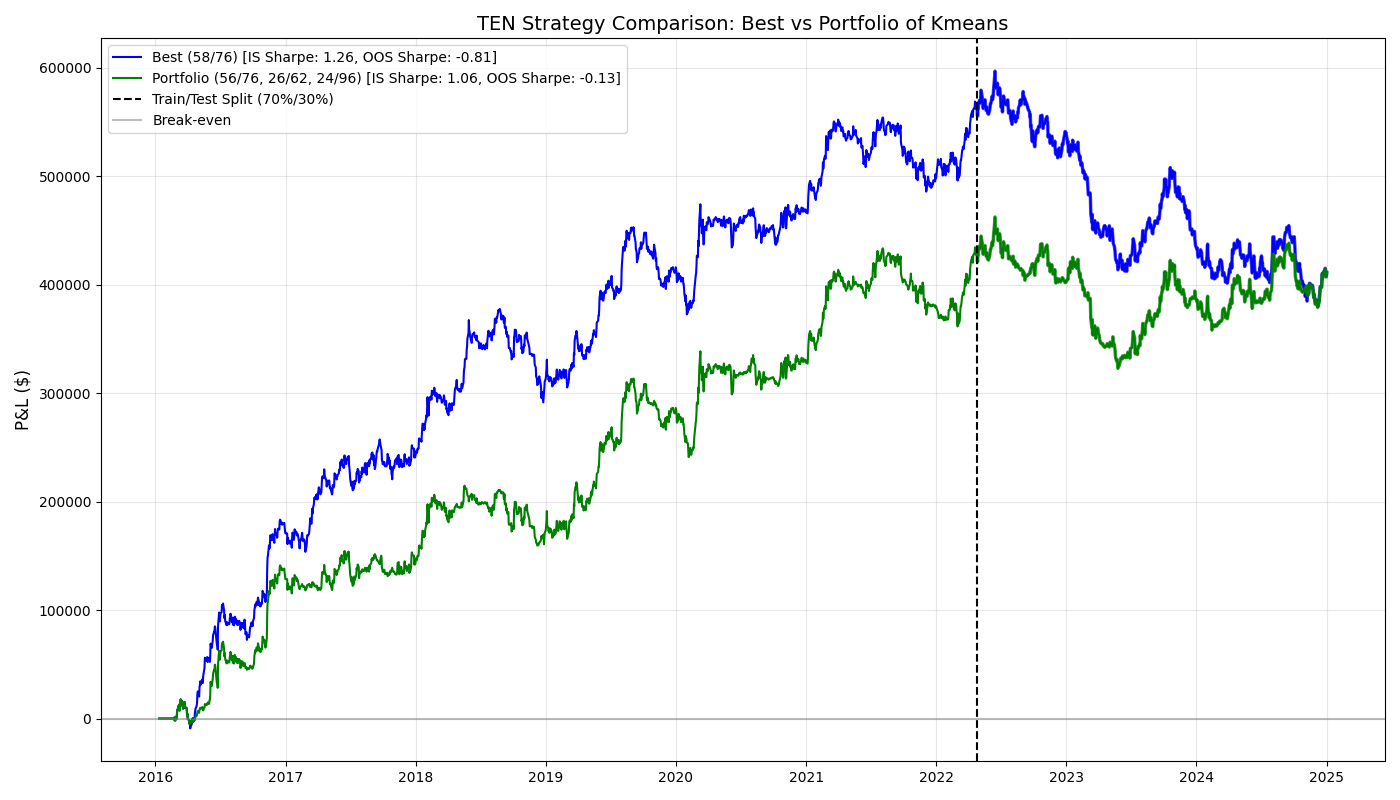 TEN Strategy Comparison: Best vs Portfolio of Kmeans
Best (58/76) [IS Sharpe: 1.26, OOS Sharpe: -0.81]
Portfolio (56/76, 26/62, 24/96) [IS Sharpe: 1.06, OOS Sharpe: -0.13]
Train/Test Split (70%/30%)
Break-even
P&L ($)
600000
500000
400000
300000
200000
100000
0
2016 2017 2018 2019 2020 2021 2022 2023 2024 2025